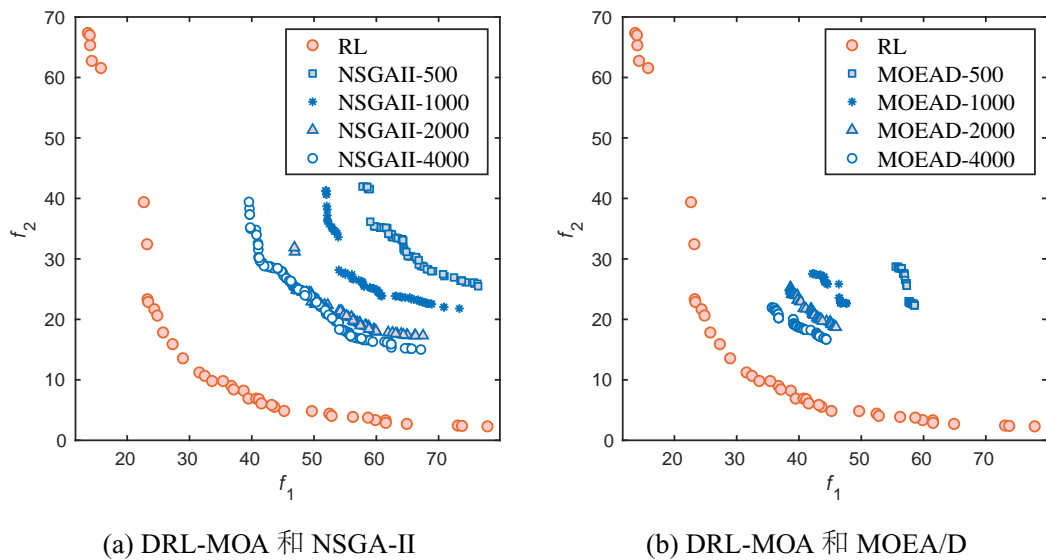 70
60
50
40
30
20
10
0
f2
20
30
40
50
60
70
f1
RL
NSGAII-500
NSGAII-1000
NSGAII-2000
NSGAII-4000
(a) DRL-MOA 和 NSGA-II
70
60
50
40
30
20
10
0
f2
20
30
40
50
60
70
80
f1
RL
MOEAD-500
MOEAD-1000
MOEAD-2000
MOEAD-4000
(b) DRL-MOA 和 MOEA/D